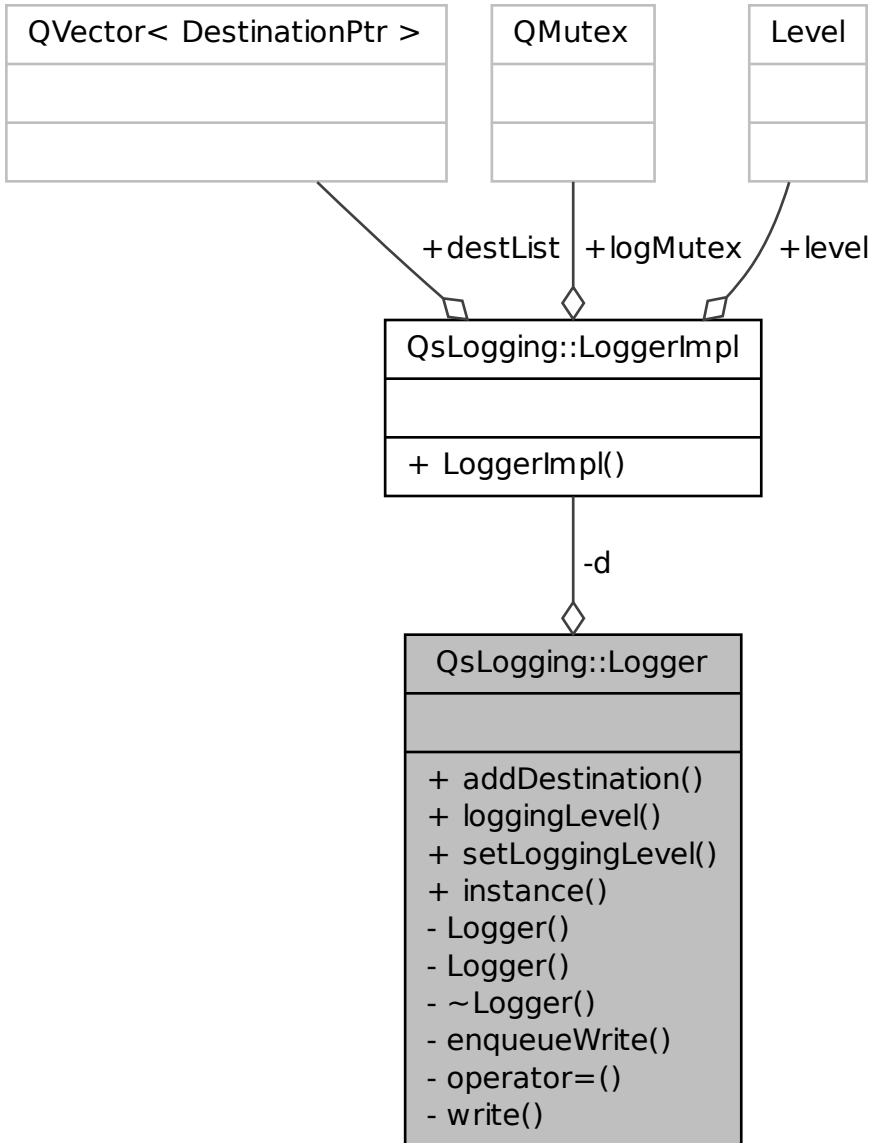 QVector< DestinationPtr >
QMutex
Level
+destList
+logMutex
+level
QsLogging::LoggerImpl
+ LoggerImpl()
-d
QsLogging::Logger
+ addDestination()
+ loggingLevel()
+ setLoggingLevel()
+ instance()
- Logger()
- Logger()
- ~Logger()
- enqueueWrite()
- operator=()
- write()